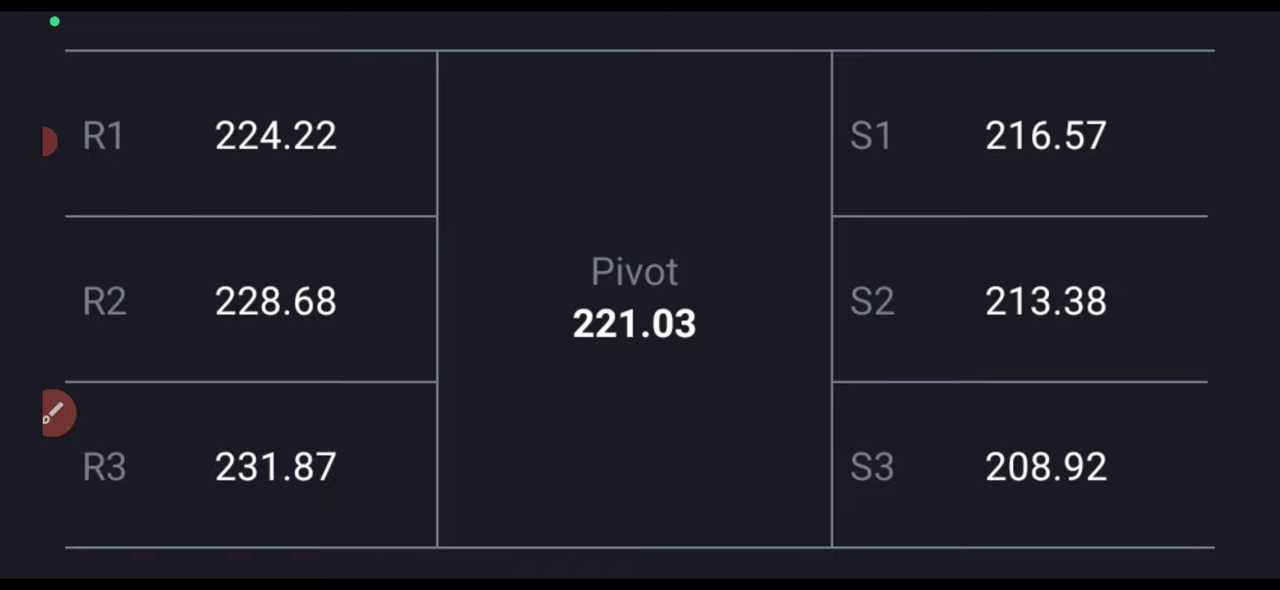 R1 224.22
S1 216.57
Pivot
221.03
R2 228.68
S2 213.38
R3 231.87
S3 208.92